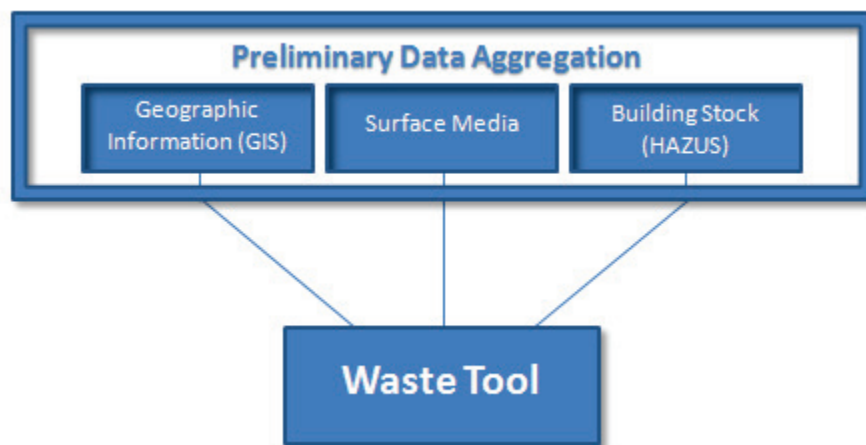 Preliminary Data Aggregation
Geographic
Information (GIS)
Surface Media
Building Stock
(HAZUS)
Waste Tool